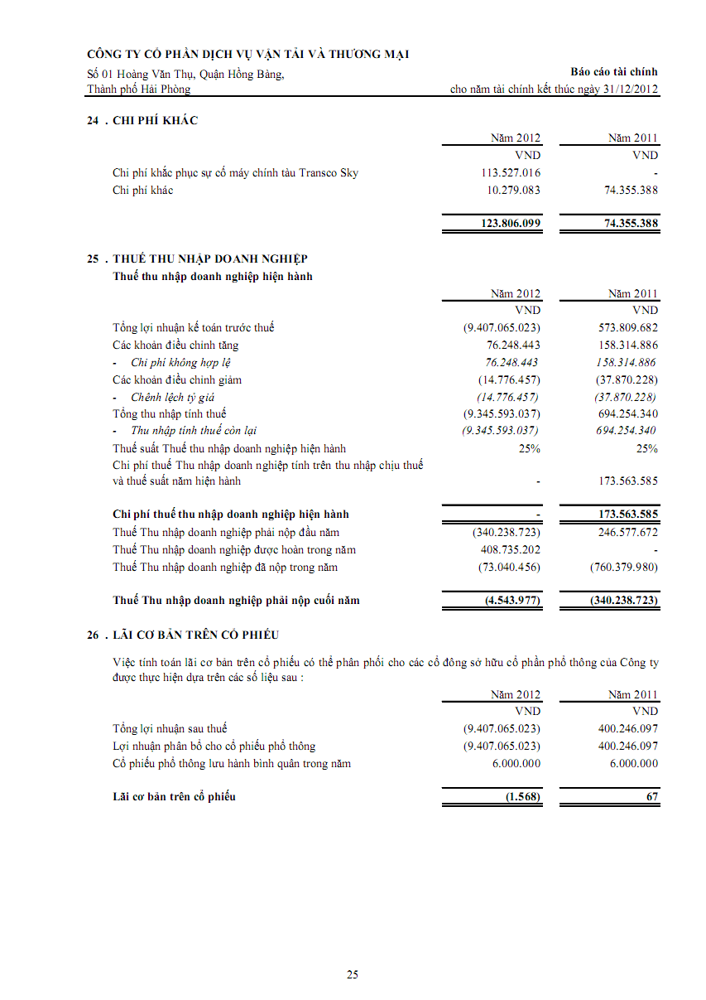 CÔNG TY CỔ PHẦN DỊCH VỤ VẬN TẢI VÀ THƯƠNG MẠI
Số 01 Hoàng Văn Thụ, Quận Hồng Bàng, Báo cáo tài chính
Thành phố Hải Phòng cho năm tài chính kết thúc ngày 31/12/2012
24 . CHI PHÍ KHÁC
Năm 2012 Năm 2011
VND VND
Chi phí khắc phục sự cố máy chính tàu Transco Sky 113.527.016 -
Chi phí khác 10.279.083 74.355.388
123.806.099 74.355.388
25 . THUẾ THU NHẬP DOANH NGHIỆP
Thuế thu nhập doanh nghiệp hiện hành
Năm 2012 Năm 2011
VND VND
Tổng lợi nhuận kế toán trước thuế (9.407.065.023) 573.809.682
Các khoản điều chỉnh tăng 76.248.443 158.314.886
- Chi phí không hợp lệ 76.248.443 158.314.886
Các khoản điều chỉnh giảm (14.776.457) (37.870.228)
- Chênh lệch tỷ giá (14.776.457) (37.870.228)
Tổng thu nhập tính thuế (9.345.593.037) 694.254.340
- Thu nhập tính thuế còn lại (9.345.593.037) 694.254.340
Thuế suất Thuế thu nhập doanh nghiệp hiện hành 25% 25%
Chi phí thuế Thu nhập doanh nghiệp tính trên thu nhập chịu thuế
và thuế suất năm hiện hành - 173.563.585
Chi phí thuế thu nhập doanh nghiệp hiện hành - 173.563.585
Thuế Thu nhập doanh nghiệp phải nộp đầu năm (340.238.723) 246.577.672
Thuế Thu nhập doanh nghiệp được hoàn trong năm 408.735.202 -
Thuế Thu nhập doanh nghiệp đã nộp trong năm (73.040.456) (760.379.980)
Thuế Thu nhập doanh nghiệp phải nộp cuối năm (4.543.977) (340.238.723)
26 . LÃI CƠ BẢN TRÊN CỔ PHIẾU
Việc tính toán lãi cơ bản trên cổ phiếu có thể phân phối cho các cổ đông sở hữu cổ phần phổ thông của Công ty
được thực hiện dựa trên các số liệu sau :
Năm 2012 Năm 2011
VND VND
Tổng lợi nhuận sau thuế (9.407.065.023) 400.246.097
Lợi nhuận phân bổ cho cổ phiếu phổ thông (9.407.065.023) 400.246.097
Cổ phiếu phổ thông lưu hành bình quân trong năm 6.000.000 6.000.000
Lãi cơ bản trên cổ phiếu (1.568) 67
25